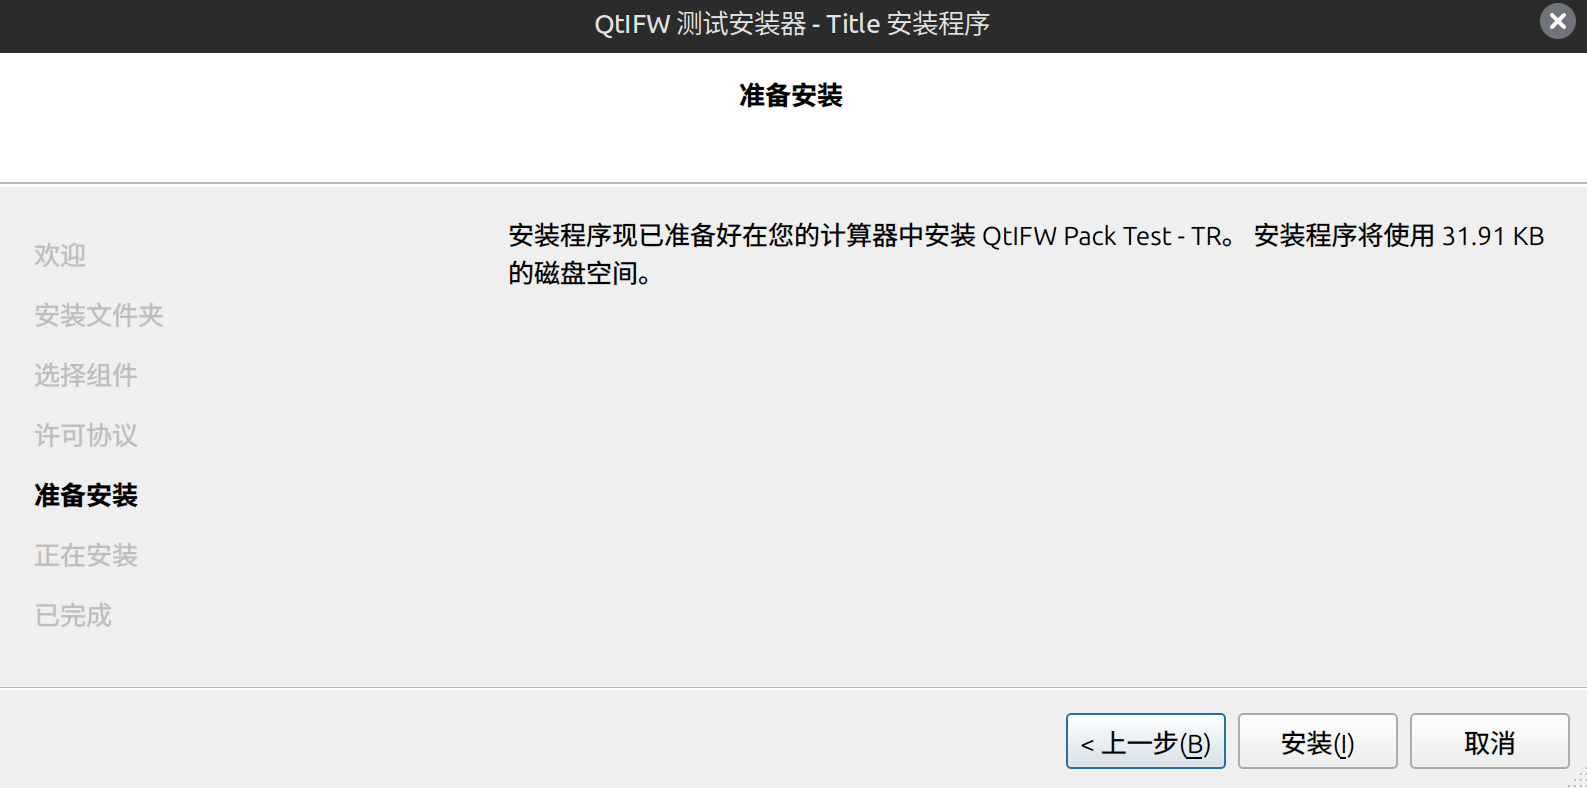 QtIFW 测试安装器 - Title 安装程序
准备安装
欢迎
安装文件夹
选择组件
许可协议
准备安装
正在安装
已完成
安装程序现已准备好在您的计算器中安装 QtIFW Pack Test - TR。 安装程序将使用 31.91 KB
的磁盘空间。
< 上一步(B)
安装(I)
取消